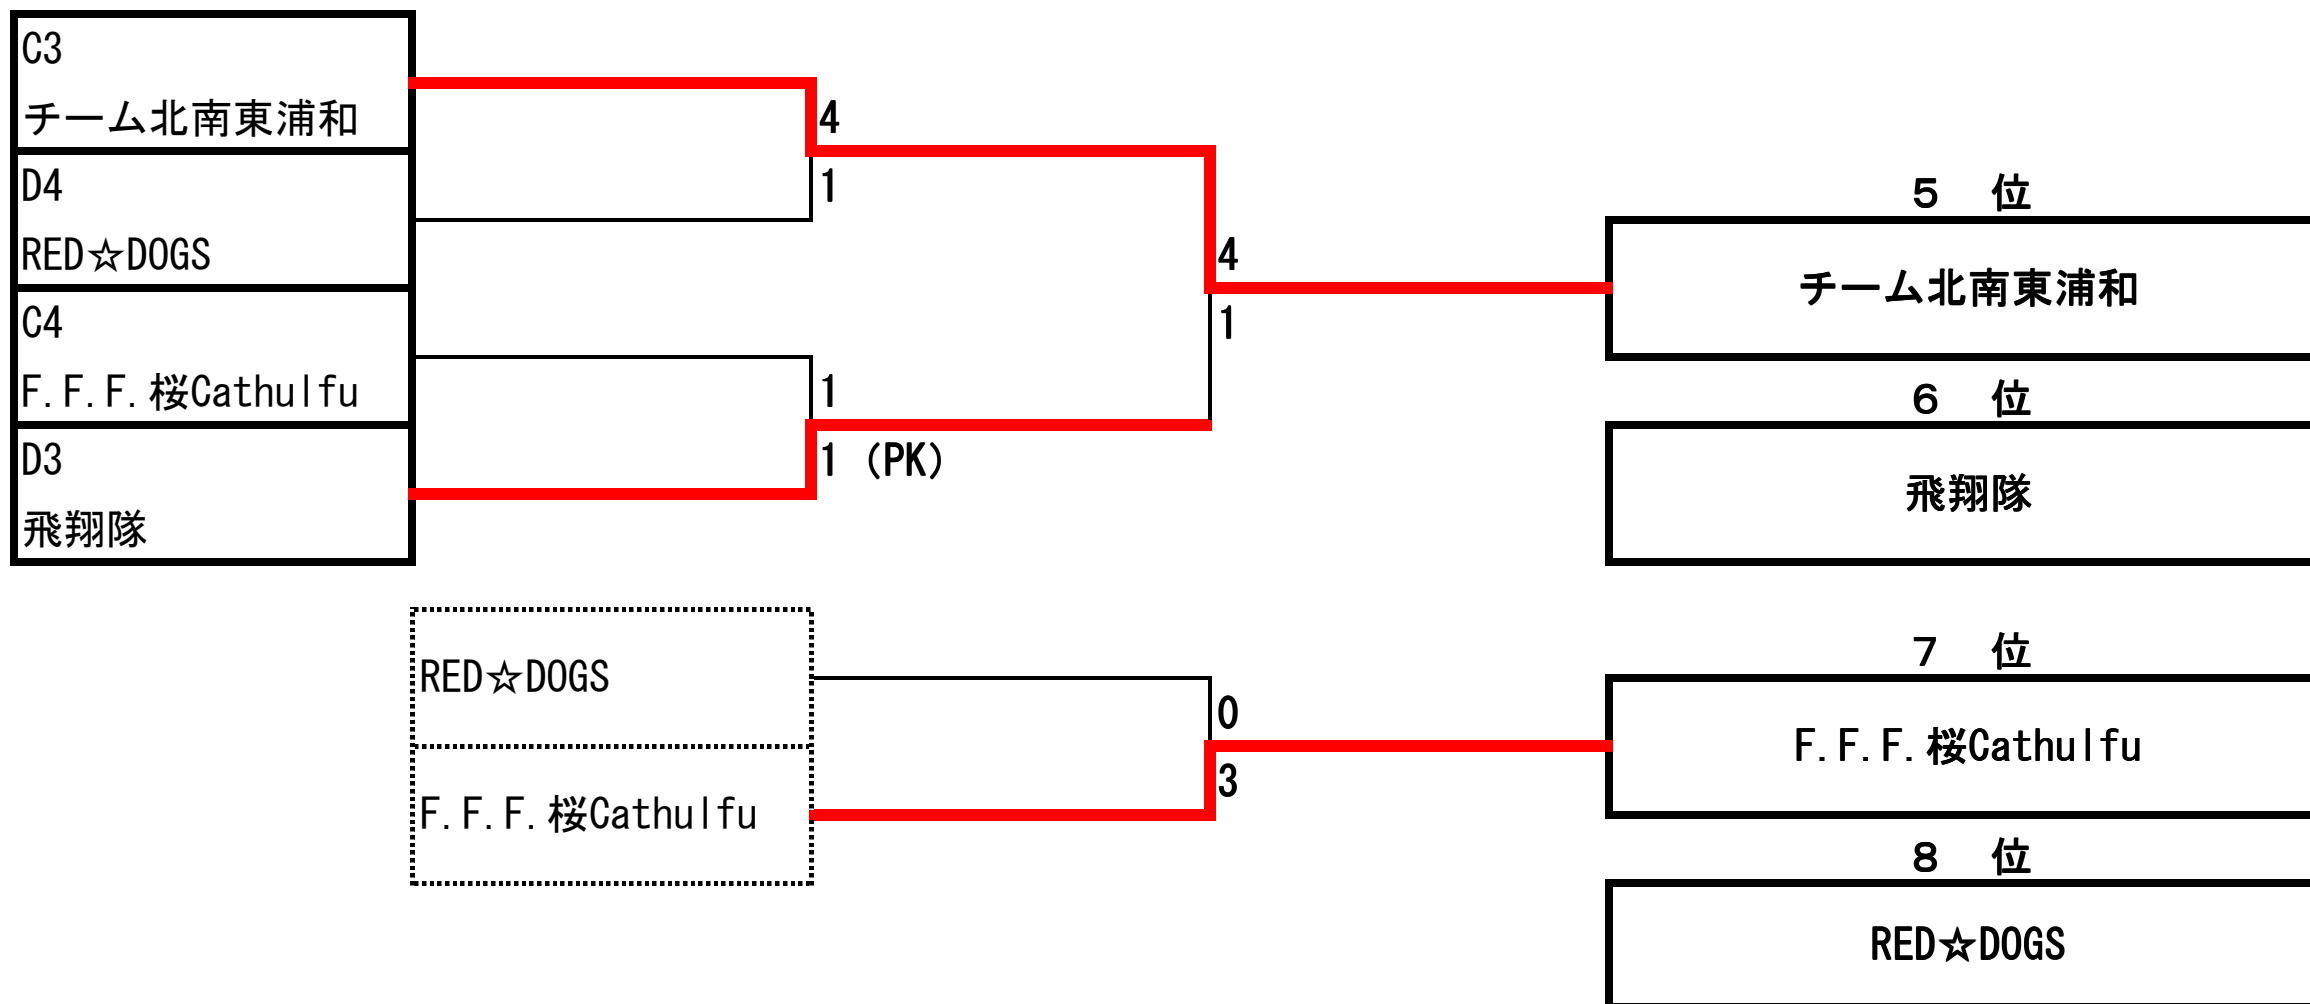 C3
チーム北南東浦和
4
D4
1
RED☆DOGS
4
C4
1
F.F.F.桜Cathulfu
1
D3
1 (PK)
飛翔隊
5 位
チーム北南東浦和
6 位
飛翔隊
RED☆DOGS
0
F.F.F.桜Cathulfu
3
7 位
F.F.F.桜Cathulfu
8 位
RED☆DOGS